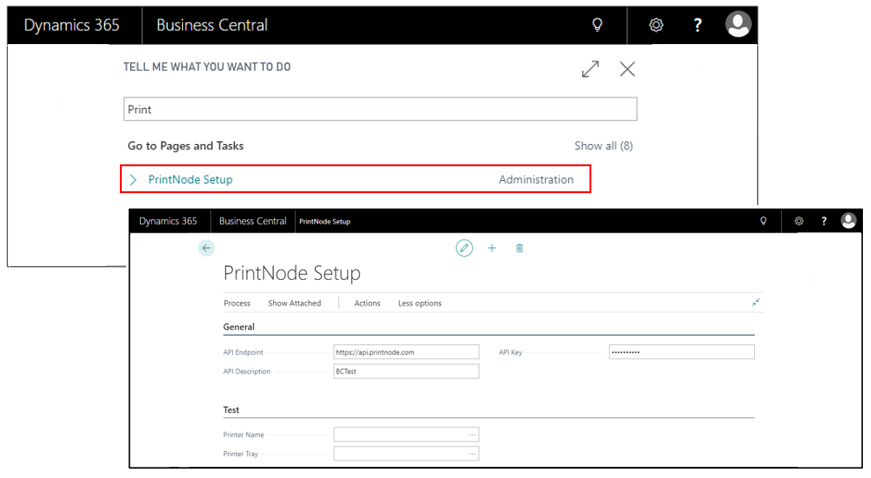 Dynamics 365 Business Central ?
TELL ME WHAT YOU WANT TO DO
Print
Go to Pages and Tasks Show all (8)
PrintNode Setup Administration
Dynamics 365 Business Central PrintNode Setup ?
PrintNode Setup
Process Show Attached Actions Less options
General
API Endpoint https://api.printnode.com API Key ••••••••••
API Description BCTest
Test
Printer Name ...
Printer Tray ...